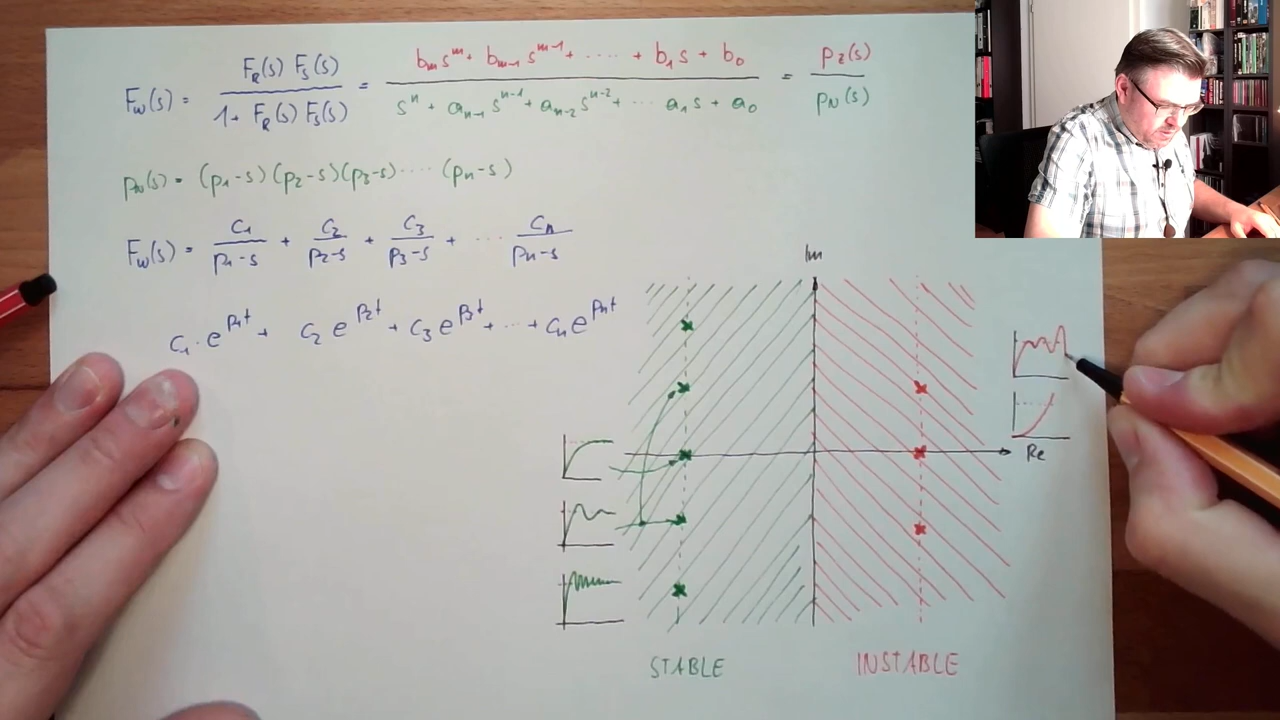 F_W(s) = F_R(s) F_S(s) / 1 + F_R(s) F_S(s) = b_m s^m + b_{m-1} s^{m-1} + ····· + b_1 s + b_0 / s^n + a_{n-1} s^{n-1} + a_{n-2} s^{n-2} + ··· a_1 s + a_0 = p_Z(s) / p_N(s)
p_N(s) = (p_1-s)(p_2-s)(p_3-s)····· (p_n-s)
F_W(s) = c_1 / p_1-s + c_2 / p_2-s + c_3 / p_3-s + ··· c_n / p_n-s
c_1 · e^{p_1 t} + c_2 e^{p_2 t} + c_3 e^{p_3 t} + ··· + c_n e^{p_n t}
Im
Re
STABLE
INSTABLE